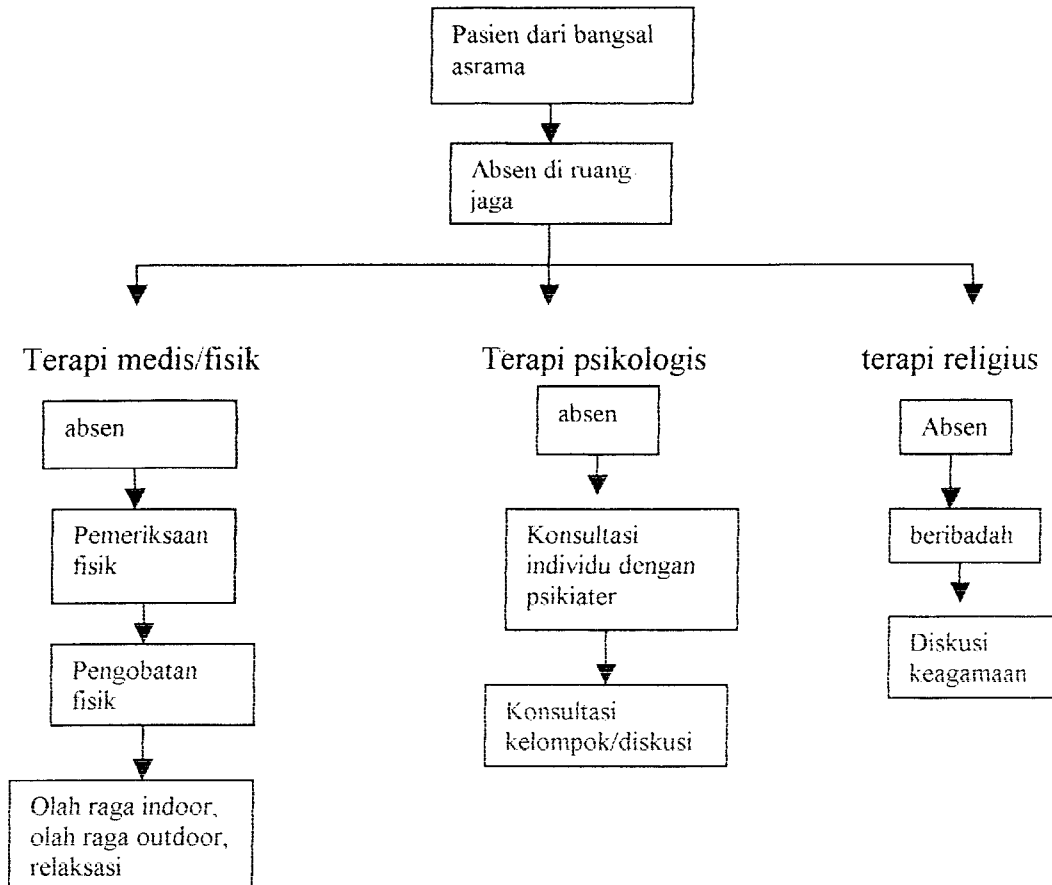 Pasien dari bangsal
asrama
Absen di ruang
jaga
Terapi medis/fisik
absen
Pemeriksaan
fisik
Pengobatan
fisik
Olah raga indoor,
olah raga outdoor,
relaksasi
Terapi psikologis
absen
Konsultasi
individu dengan
psikiater
Konsultasi
kelompok/diskusi
terapi religius
Absen
beribadah
Diskusi
keagamaan